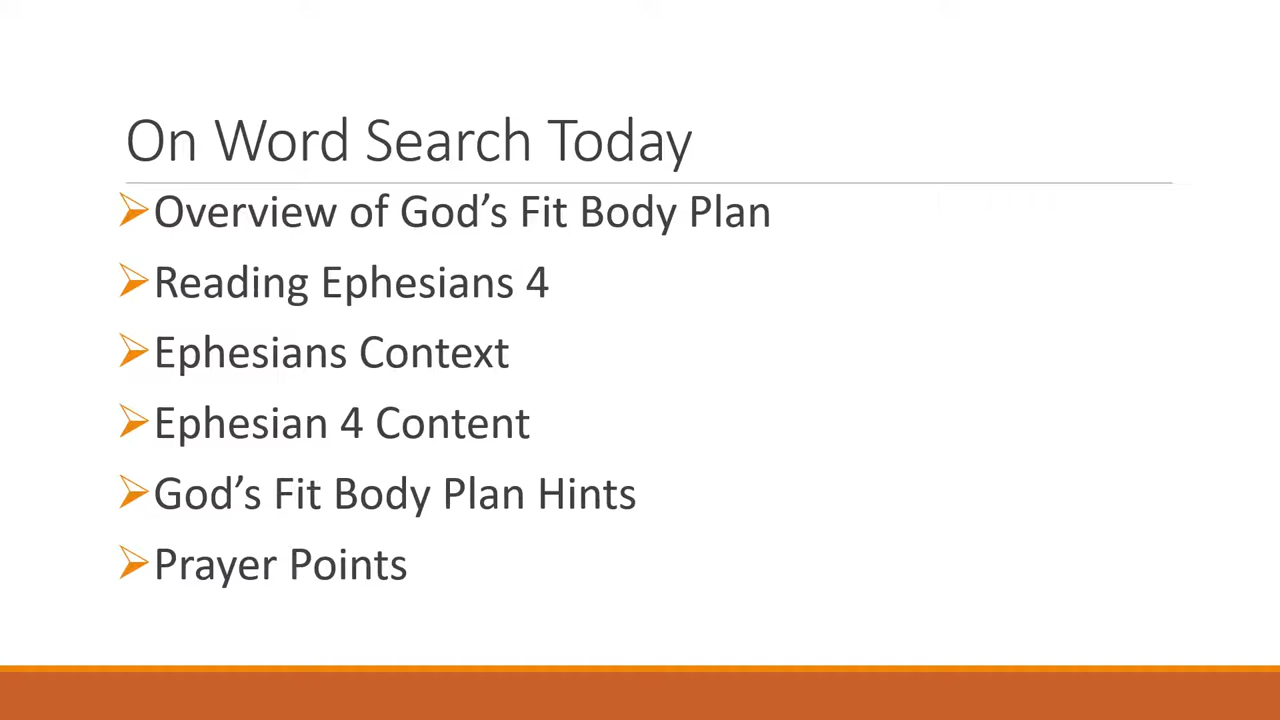 On Word Search Today
Overview of God’s Fit Body Plan
Reading Ephesians 4
Ephesians Context
Ephesian 4 Content
God’s Fit Body Plan Hints
Prayer Points